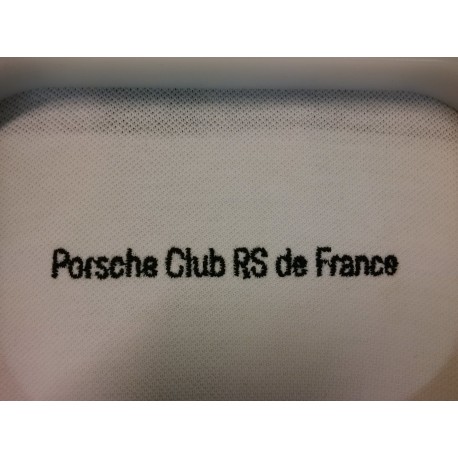 Porsche Club RS de France